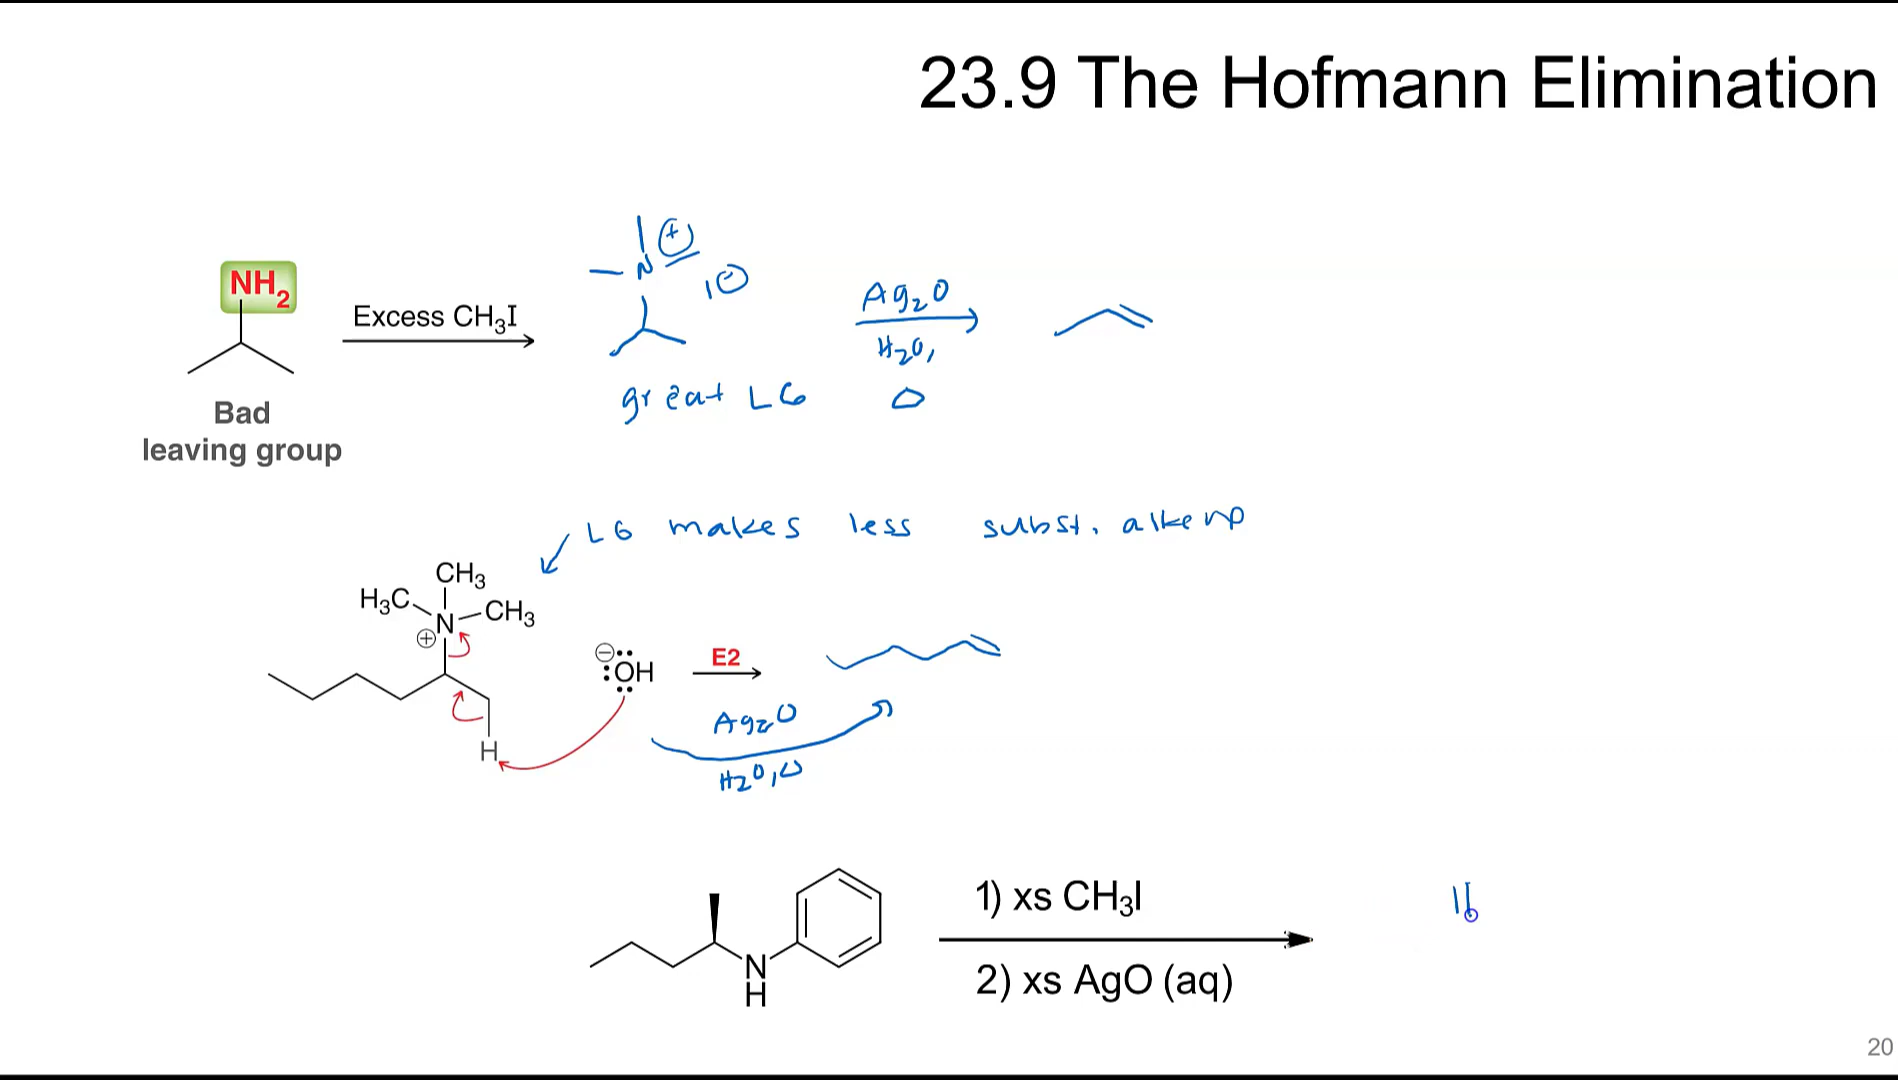 23.9 The Hofmann Elimination
NH2
Excess CH3I
N +
I −
Ag2O
H2O,
Δ
great LG
Bad
leaving group
LG makes less subst. alkene
CH3
H3C
N
CH3
⊕
⊖
:OH
E2
Ag2O
H2O, Δ
H
1) xs CH3I
2) xs AgO (aq)
N
H
20